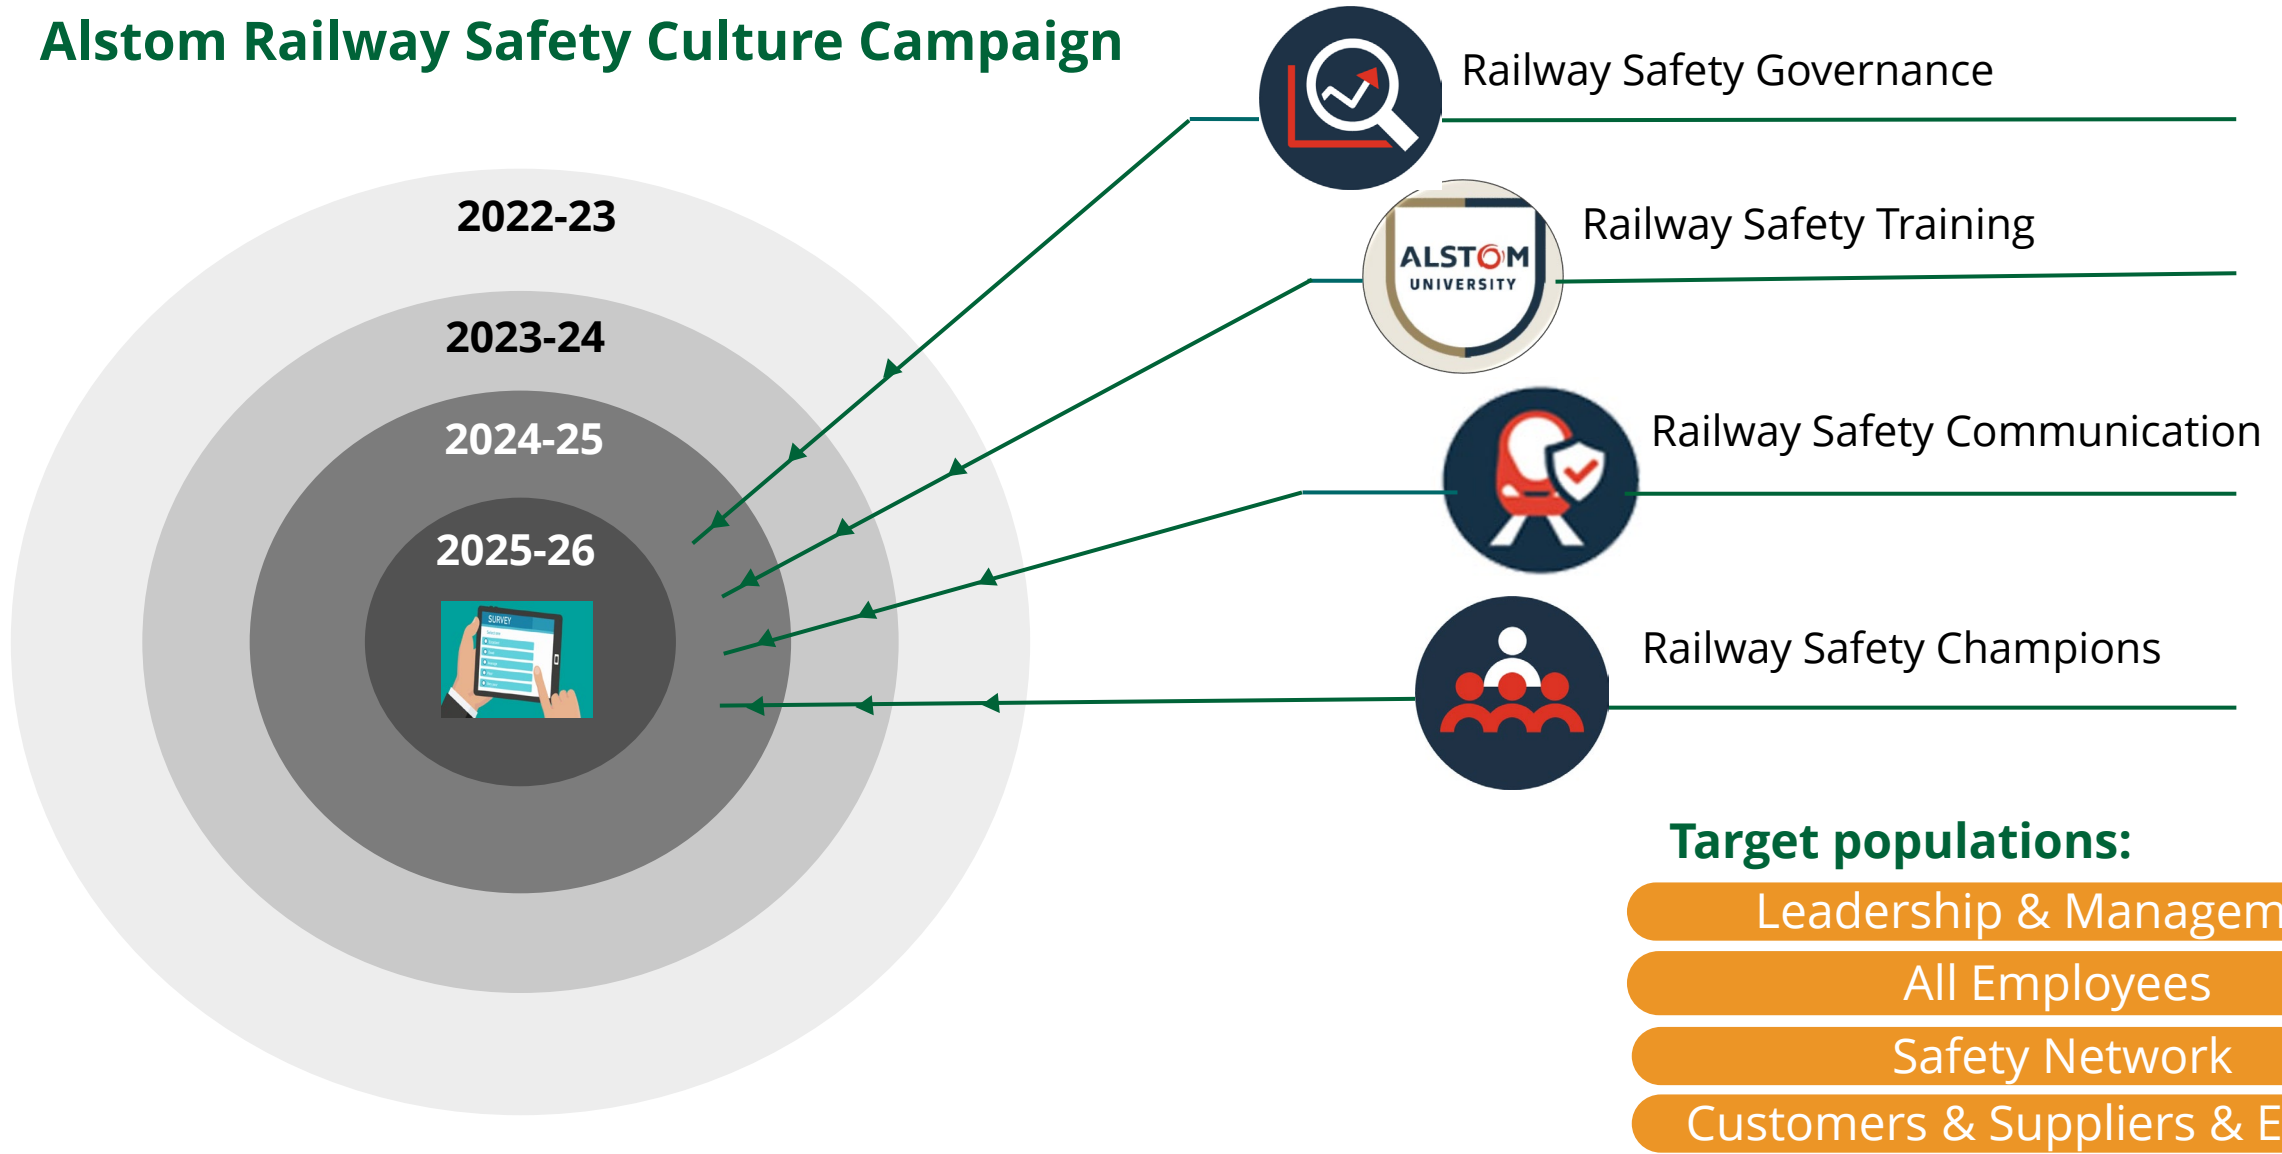 Alstom Railway Safety Culture Campaign
Railway Safety Governance
2022-23
Railway Safety Training
ALSTOM
UNIVERSITY
2023-24
2024-25
Railway Safety Communication
2025-26
SURVEY
Railway Safety Champions
Target populations:
Leadership & Managem
All Employees
Safety Network
Customers & Suppliers & E